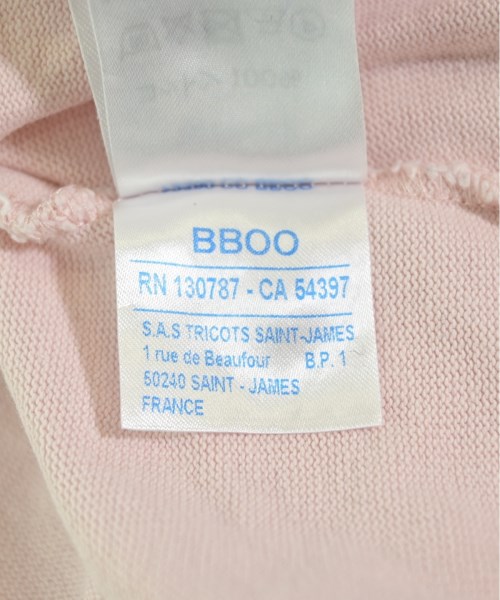 BBOO
RN 130787 - CA 54397
S.A.S TRICOTS SAINT-JAMES
1 rue de Beaufour B.P. 1
50240 SAINT - JAMES
FRANCE